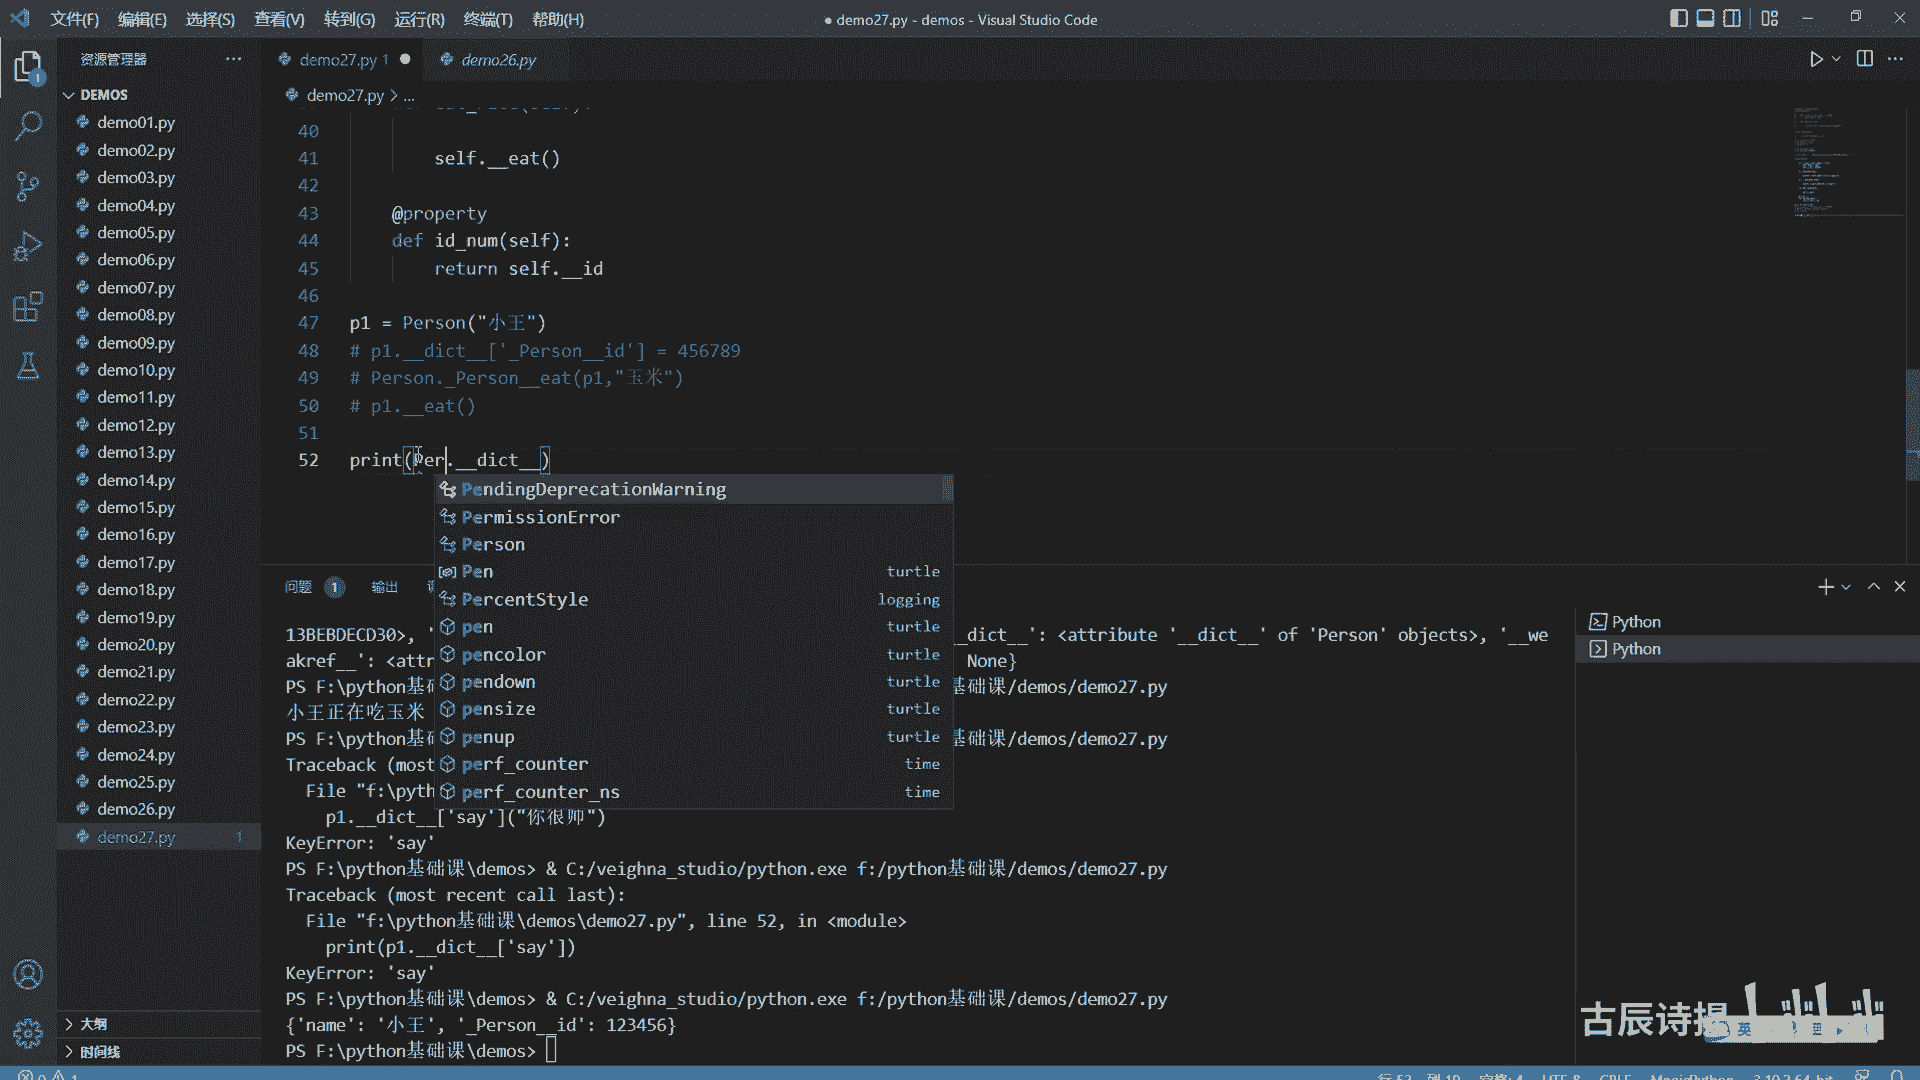 文件(F) 编辑(E) 选择(S) 查看(V) 转到(G) 运行(R) 终端(T) 帮助(H)
● demo27.py - demos - Visual Studio Code
资源管理器
DEMOS
demo01.py
demo02.py
demo03.py
demo04.py
demo05.py
demo06.py
demo07.py
demo08.py
demo09.py
demo10.py
demo11.py
demo12.py
demo13.py
demo14.py
demo15.py
demo16.py
demo17.py
demo18.py
demo19.py
demo20.py
demo21.py
demo22.py
demo23.py
demo24.py
demo25.py
demo26.py
demo27.py 1
大纲
时间线
demo27.py 1
demo26.py
demo27.py > ...
40
41 self.__eat()
42
43 @property
44 def id_num(self):
45 return self.__id
46
47 p1 = Person("小王")
48 # p1.__dict__['_Person__id'] = 456789
49 # Person._Person__eat(p1,"玉米")
50 # p1.__eat()
51
52 print(Per.__dict__)
PendingDeprecationWarning
PermissionError
Person
Pen turtle
PercentStyle logging
pen turtle
pencolor turtle
pendown turtle
pensize turtle
penup turtle
perf_counter time
perf_counter_ns time
问题 1 输出
13BEBDECD30>, '
__dict__': <attribute '__dict__' of 'Person' objects>, '__we
akref__': <attr
None}
PS F:\python基
基础课/demos/demo27.py
小王正在吃玉米
PS F:\python基
基础课/demos/demo27.py
Traceback (most
File "f:\pyth
p1.__dict__['say']("你很帅")
KeyError: 'say'
PS F:\python基础课\demos> & C:/veighna_studio/python.exe f:/python基础课/demos/demo27.py
Traceback (most recent call last):
File "f:\python基础课\demos\demo27.py", line 52, in <module>
print(p1.__dict__['say'])
KeyError: 'say'
PS F:\python基础课\demos> & C:/veighna_studio/python.exe f:/python基础课/demos/demo27.py
{'name': '小王', '_Person__id': 123456}
PS F:\python基础课\demos>
Python
Python
古辰诗提
英